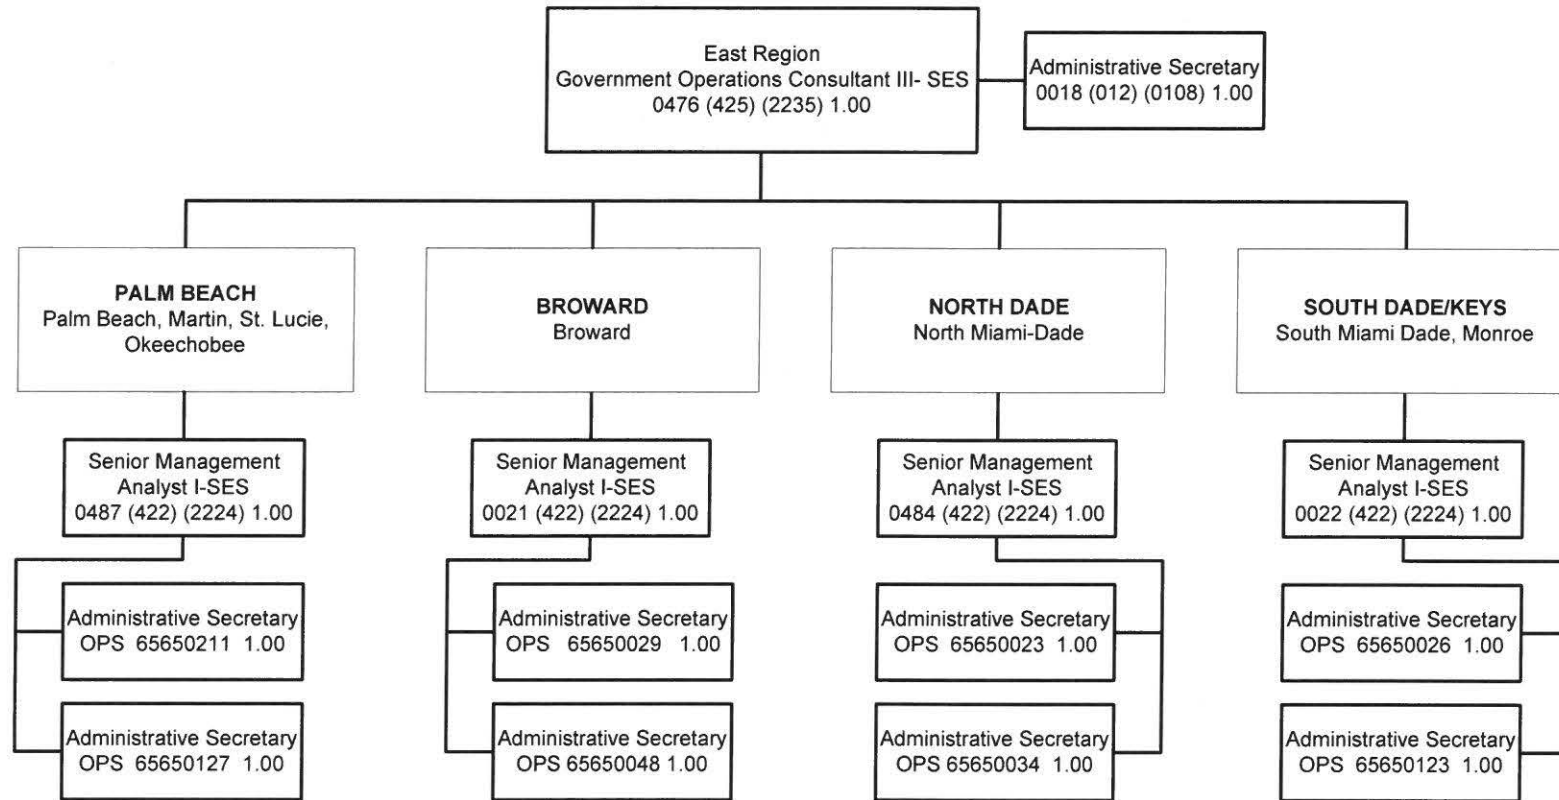 East Region
Government Operations Consultant III- SES
0476 (425) (2235) 1.00
Administrative Secretary
0018 (012) (0108) 1.00
PALM BEACH
Palm Beach, Martin, St. Lucie,
Okeechobee
BROWARD
Broward
NORTH DADE
North Miami-Dade
SOUTH DADE/KEYS
South Miami Dade, Monroe
Senior Management
Analyst I-SES
0487 (422) (2224) 1.00
Senior Management
Analyst I-SES
0021 (422) (2224) 1.00
Senior Management
Analyst I-SES
0484 (422) (2224) 1.00
Senior Management
Analyst I-SES
0022 (422) (2224) 1.00
Administrative Secretary
OPS 65650211 1.00
Administrative Secretary
OPS 65650029 1.00
Administrative Secretary
OPS 65650023 1.00
Administrative Secretary
OPS 65650026 1.00
Administrative Secretary
OPS 65650127 1.00
Administrative Secretary
OPS 65650048 1.00
Administrative Secretary
OPS 65650034 1.00
Administrative Secretary
OPS 65650123 1.00